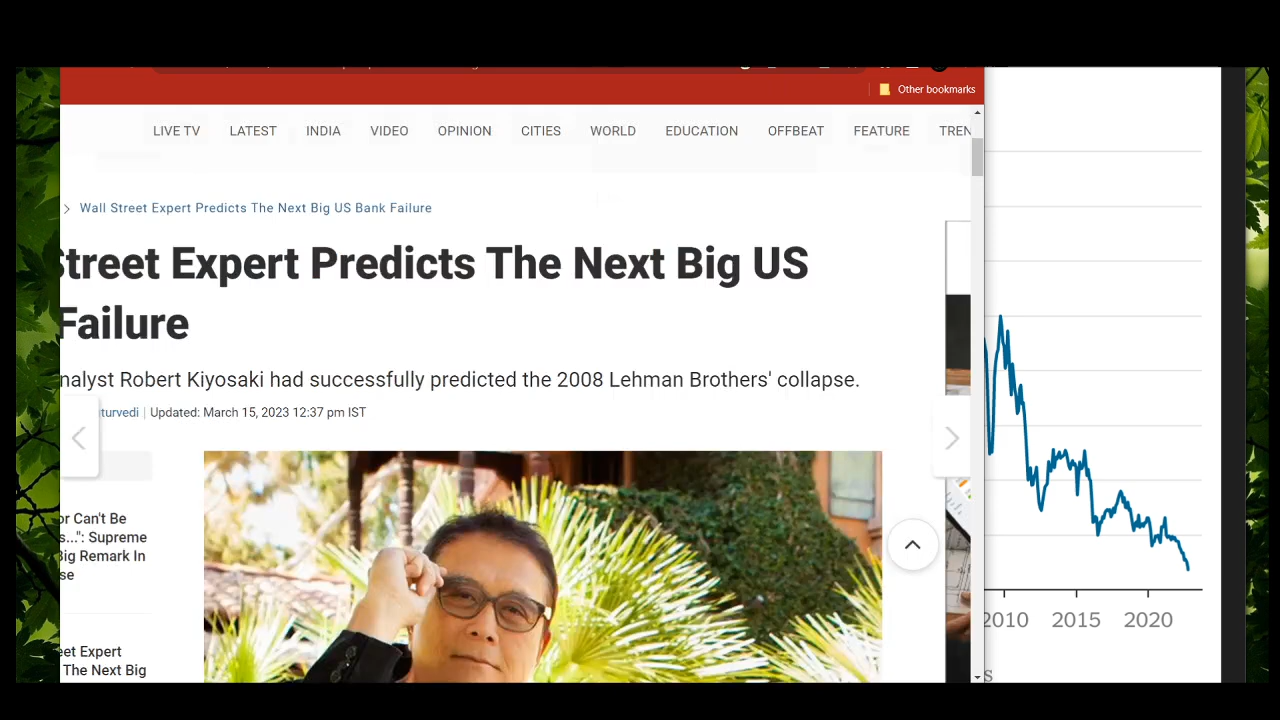 Other bookmarks
LIVE TV LATEST INDIA VIDEO OPINION CITIES WORLD EDUCATION OFFBEAT FEATURE TREN
Wall Street Expert Predicts The Next Big US Bank Failure
Street Expert Predicts The Next Big US
Failure
nalyst Robert Kiyosaki had successfully predicted the 2008 Lehman Brothers' collapse.
turvedi | Updated: March 15, 2023 12:37 pm IST
or Can't Be
s...": Supreme
Big Remark In
se
eet Expert
The Next Big
2010 2015 2020
s